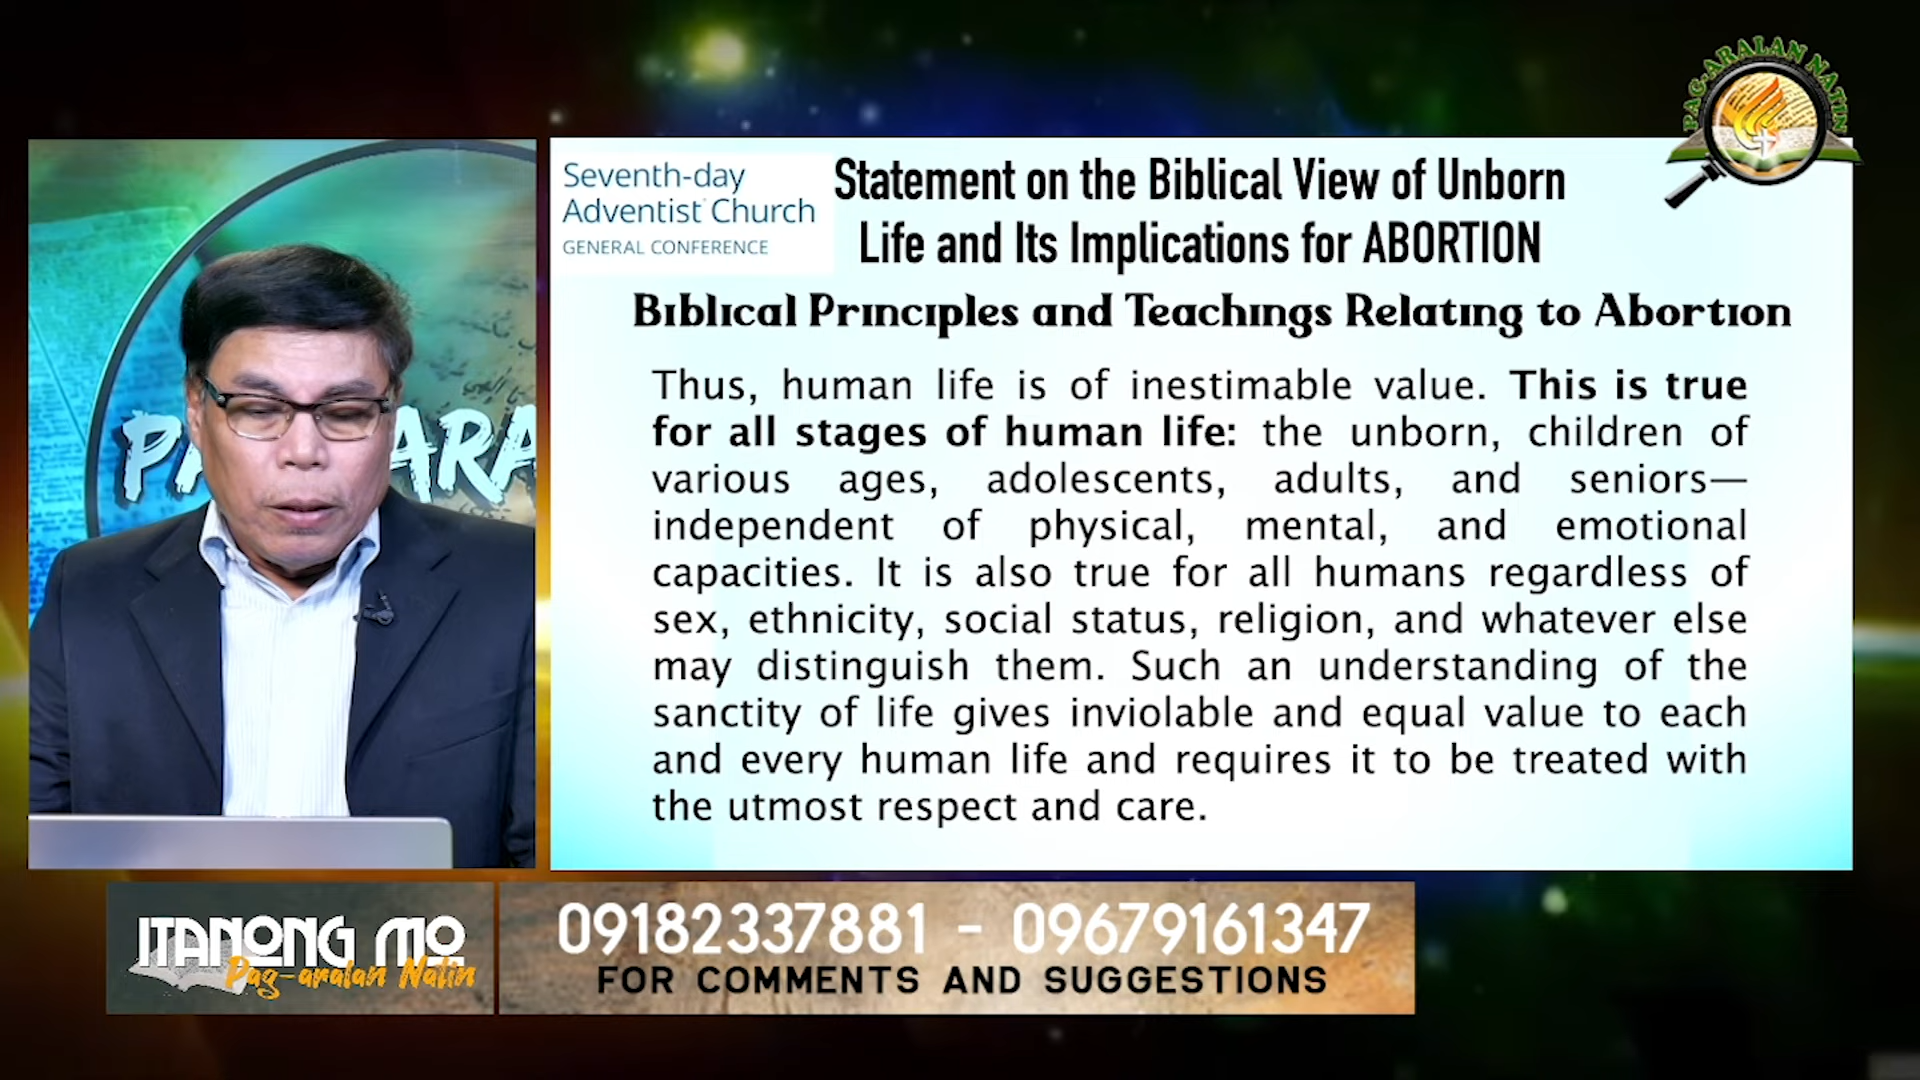 PAG-ARALAN NATIN
Seventh-day
Adventist Church
GENERAL CONFERENCE
Statement on the Biblical View of Unborn
Life and Its Implications for ABORTION
Biblical Principles and Teachings Relating to Abortion
Thus, human life is of inestimable value. This is true
for all stages of human life: the unborn, children of
various ages, adolescents, adults, and seniors—
independent of physical, mental, and emotional
capacities. It is also true for all humans regardless of
sex, ethnicity, social status, religion, and whatever else
may distinguish them. Such an understanding of the
sanctity of life gives inviolable and equal value to each
and every human life and requires it to be treated with
the utmost respect and care.
ITANONG MO
Pag-aralan Natin
09182337881 - 09679161347
FOR COMMENTS AND SUGGESTIONS